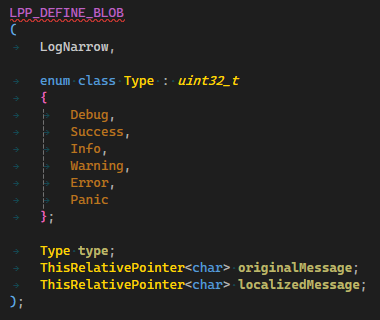 LPP_DEFINE_BLOB
(
LogNarrow,
enum class Type : uint32_t
{
Debug,
Success,
Info,
Warning,
Error,
Panic
};
Type type;
ThisRelativePointer<char> originalMessage;
ThisRelativePointer<char> localizedMessage;
);